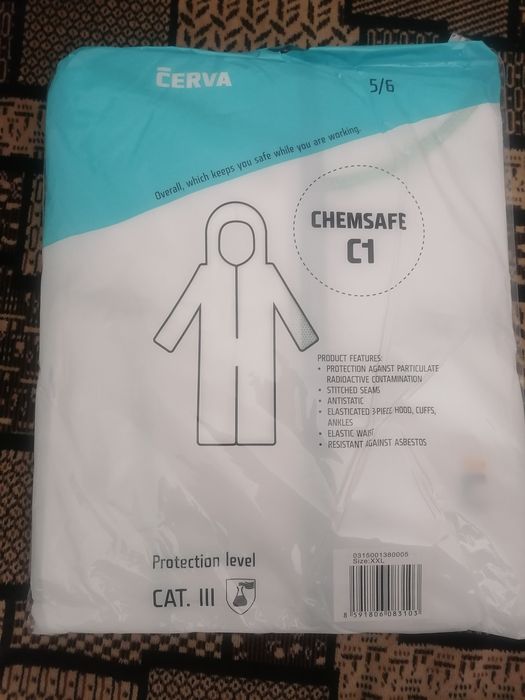 ČERVA
5/6
Overall, which keeps you safe while you are working.
CHEMSAFE
C1
PRODUCT FEATURES:
• PROTECTION AGAINST PARTICULATE
RADIOACTIVE CONTAMINATION
• STITCHED SEAMS
• ANTISTATIC
• ELASTICATED 3-PIECE HOOD, CUFFS,
ANKLES
• ELASTIC WAIST
• RESISTANT AGAINST ASBESTOS
Protection level
CAT. III
0315001380005
Size:XXL
8 591806 083103